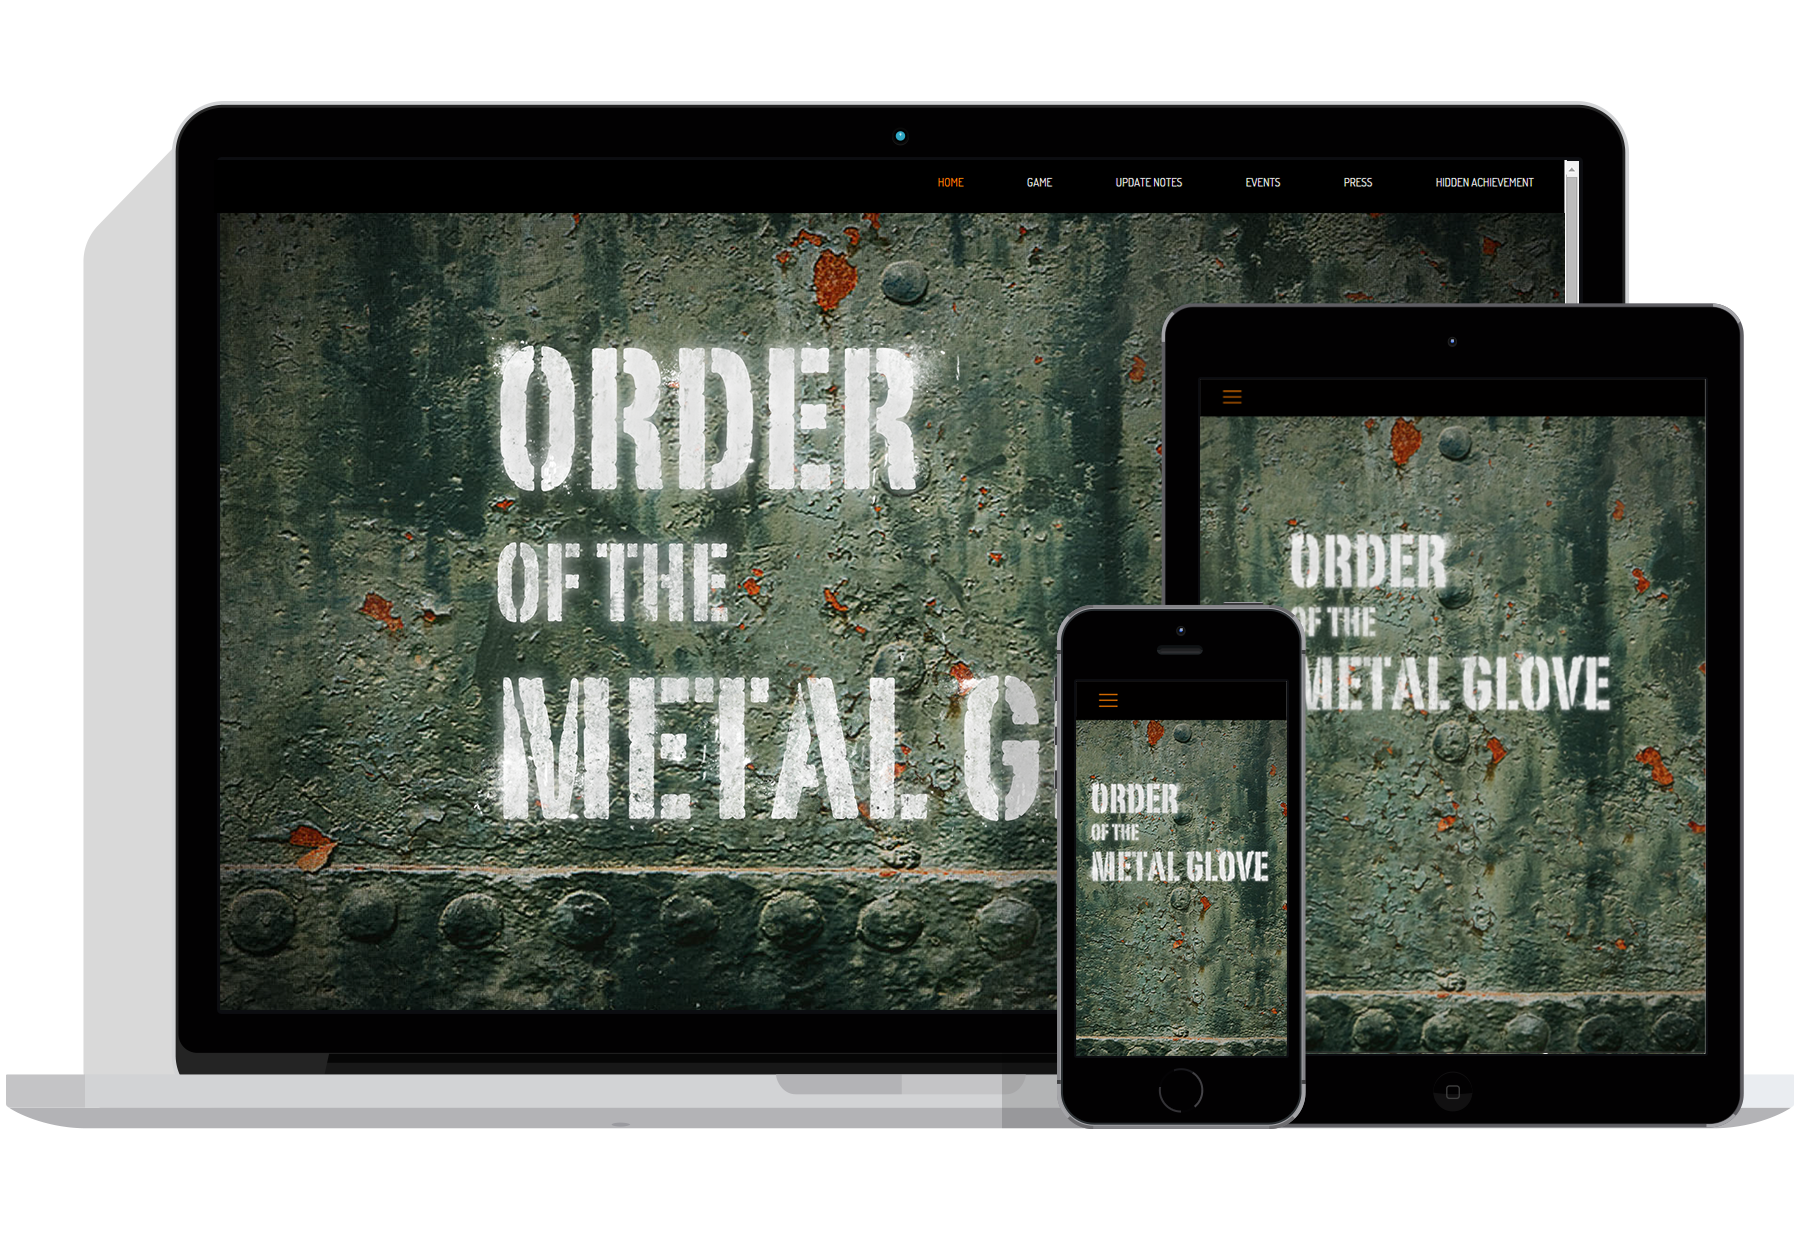 HOME GAME UPDATE NOTES EVENTS PRESS HIDDEN ACHIEVEMENT
ORDER
OF THE
METAL G
ORDER
OF THE
METAL GLOVE
ORDER
OF THE
METAL GLOVE